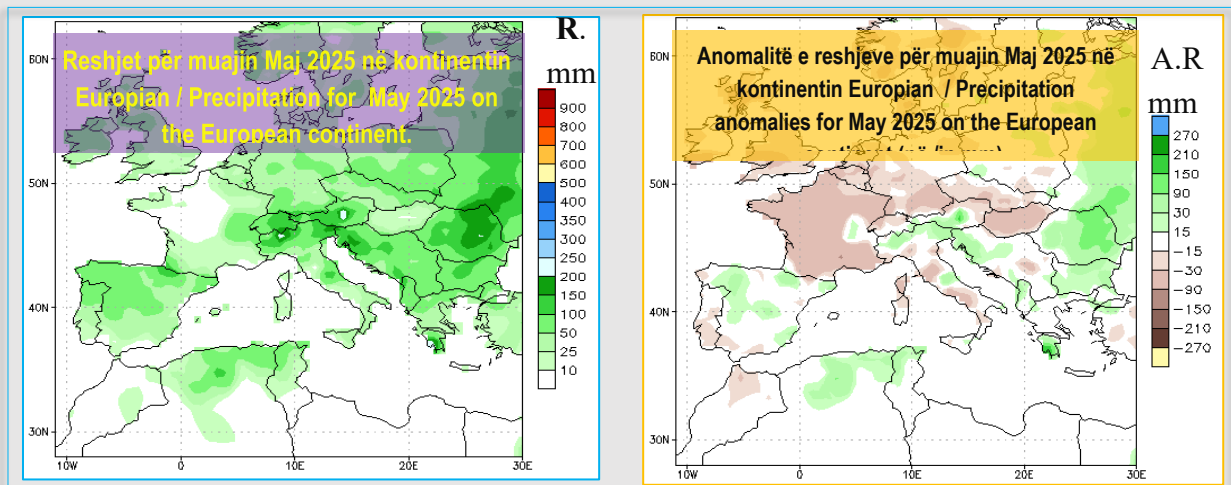 Reshjet për muajin Maj 2025 në kontinentin
Europian / Precipitation for May 2025 on
the European continent.
R.
mm
900
800
700
600
500
400
350
300
250
200
150
100
50
25
10
60N
50N
40N
30N
10W
0
10E
20E
30E
Anomalitë e reshjeve për muajin Maj 2025 në
kontinentin Europian / Precipitation
anomalies for May 2025 on the European
A.R
mm
270
210
150
90
30
15
-15
-30
-90
-150
-210
-270
60N
50N
40N
30N
10W
0
10E
20E
30E